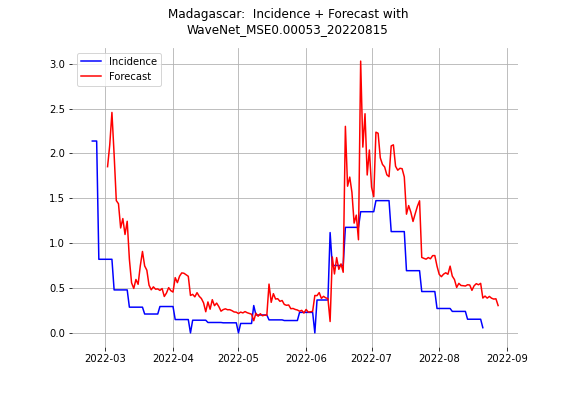 Madagascar:  Incidence + Forecast with
WaveNet_MSE0.00053_20220815
Incidence
Forecast
3.0
2.5
2.0
1.5
1.0
0.5
0.0
2022-03 2022-04 2022-05 2022-06 2022-07 2022-08 2022-09